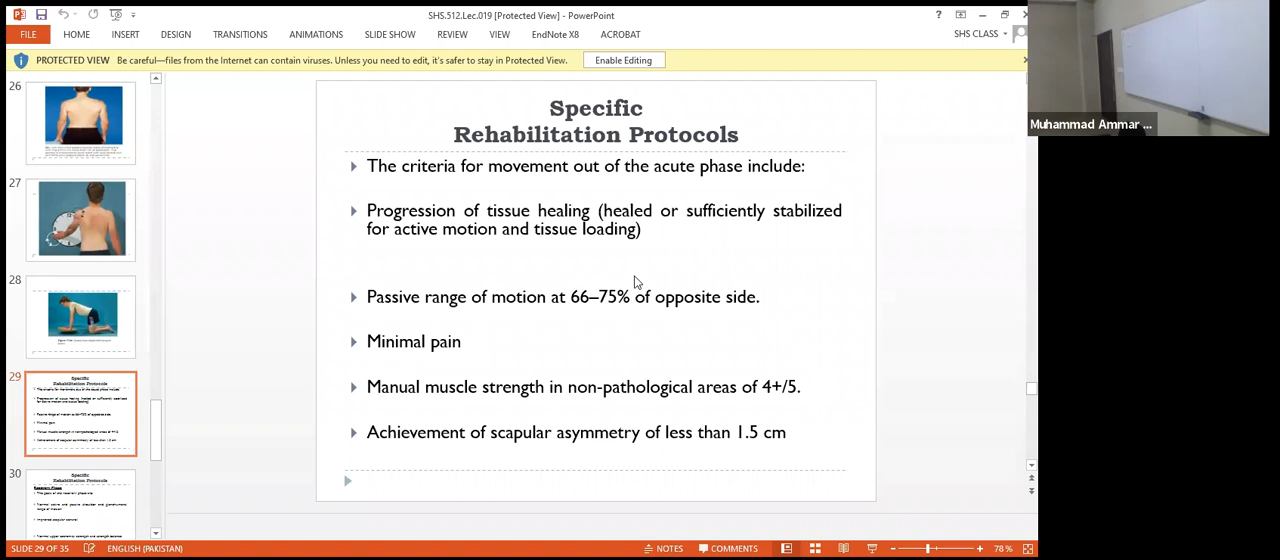 SHS.512.Lec.019 [Protected View] - PowerPoint
FILE HOME INSERT DESIGN TRANSITIONS ANIMATIONS SLIDE SHOW REVIEW VIEW EndNote X8 ACROBAT SHS CLASS
PROTECTED VIEW Be careful—files from the Internet can contain viruses. Unless you need to edit, it's safer to stay in Protected View. Enable Editing
Muhammad Ammar ...
26
27
28
29
Specific
Rehabilitation Protocols
30
Specific
Rehabilitation Protocols
Specific
Rehabilitation Protocols
The criteria for movement out of the acute phase include:
Progression of tissue healing (healed or sufficiently stabilized
for active motion and tissue loading)
Passive range of motion at 66–75% of opposite side.
Minimal pain
Manual muscle strength in non-pathological areas of 4+/5.
Achievement of scapular asymmetry of less than 1.5 cm
SLIDE 29 OF 35 ENGLISH (PAKISTAN) NOTES COMMENTS 78 %